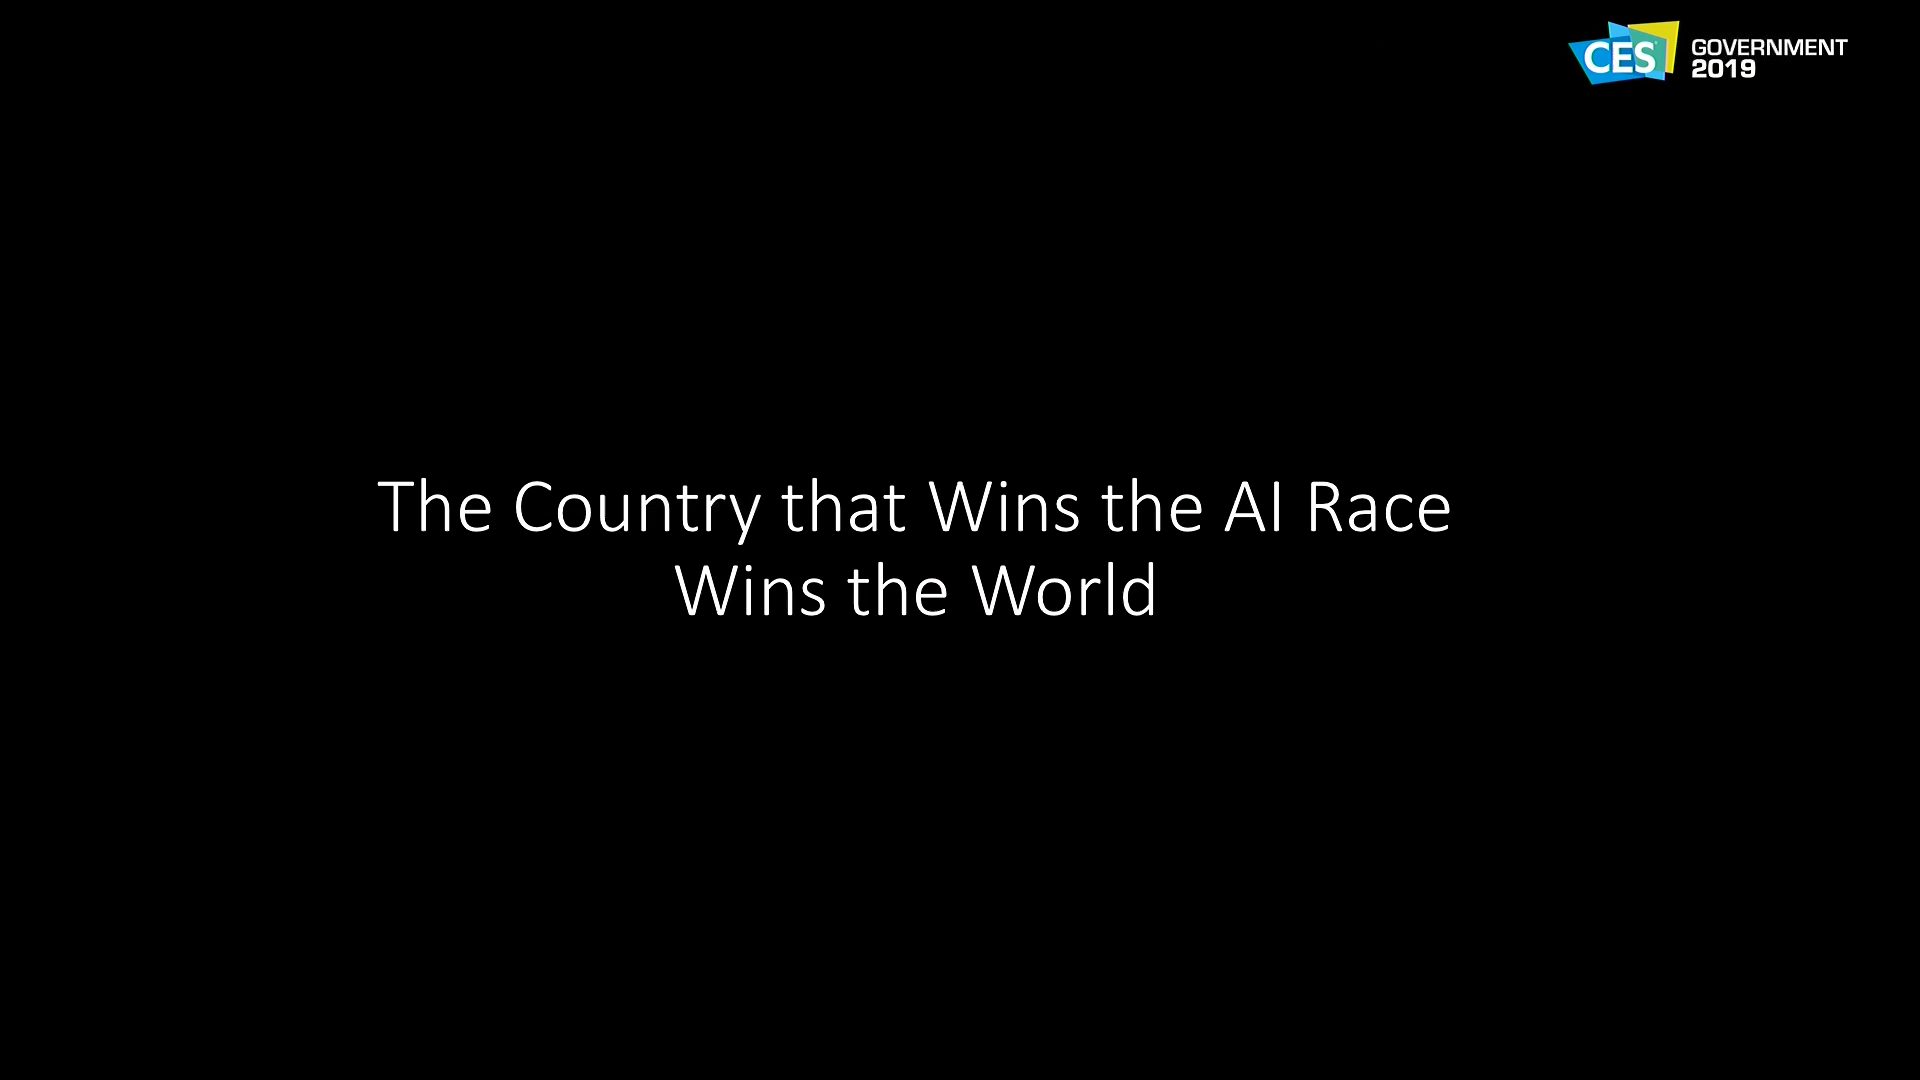 CES GOVERNMENT
2019
The Country that Wins the AI Race
Wins the World